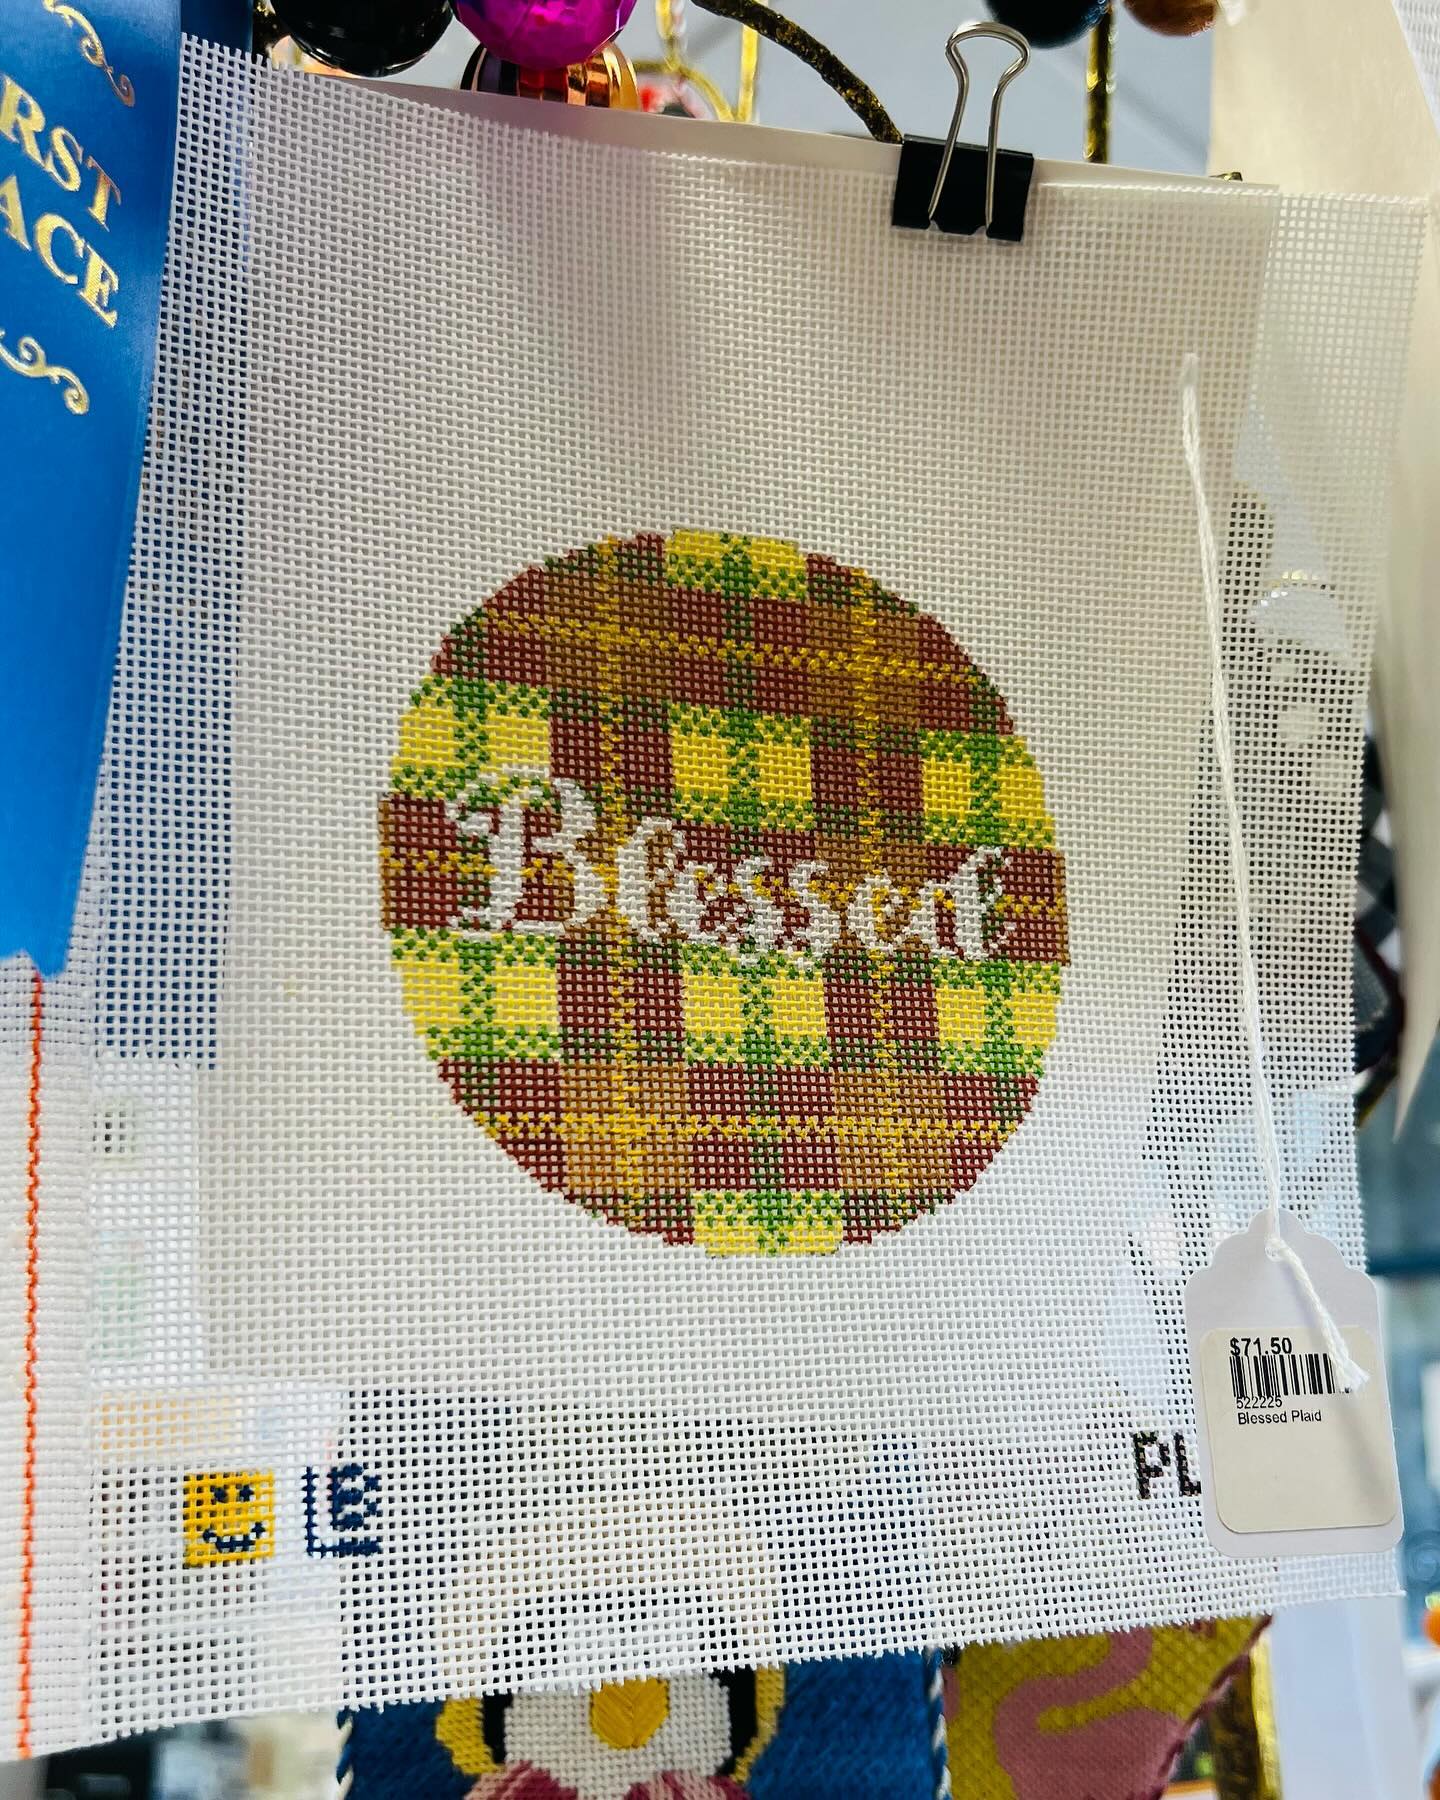 RST
ACE
Blessed
$71.50
522225
Blessed Plaid
LE
PL